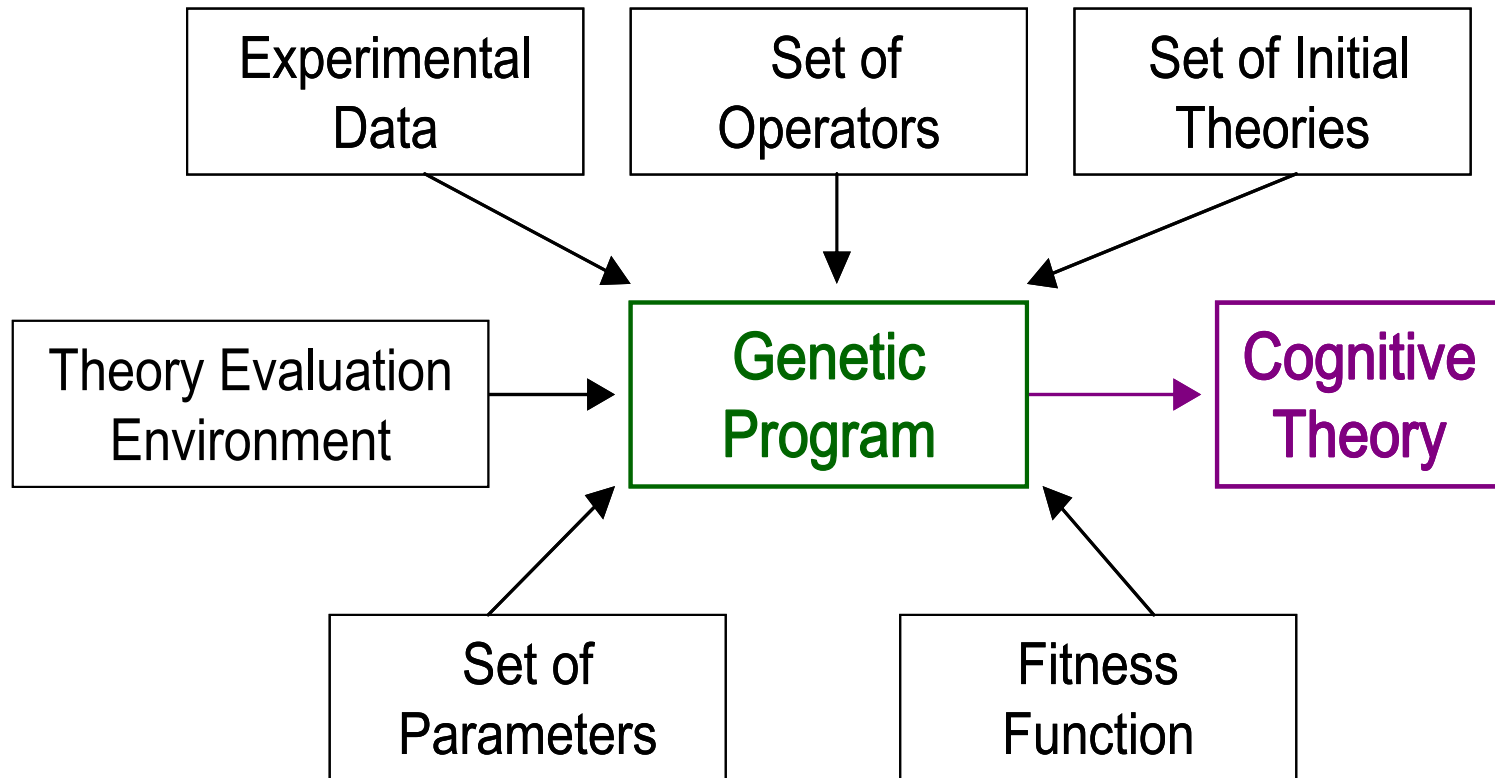 Experimental
Data
Set of
Operators
Set of Initial
Theories
Theory Evaluation
Environment
Genetic
Program
Cognitive
Theory
Set of
Parameters
Fitness
Function